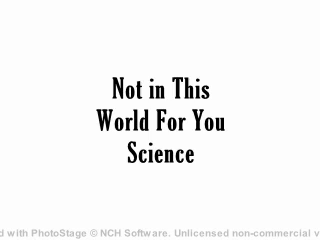 Not in This
World For You
Science
with PhotoStage © NCH Software. Unlicensed non-commercial